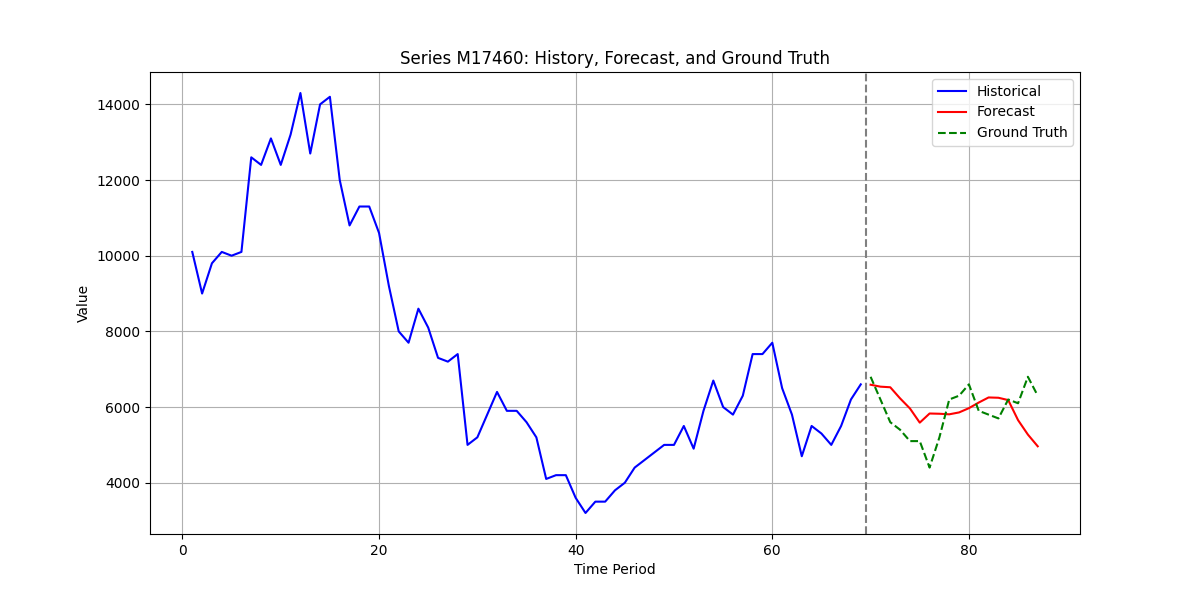 Series M17460: History, Forecast, and Ground Truth
Historical
Forecast
Ground Truth
Value
14000
12000
10000
8000
6000
4000
0 20 40 60 80
Time Period